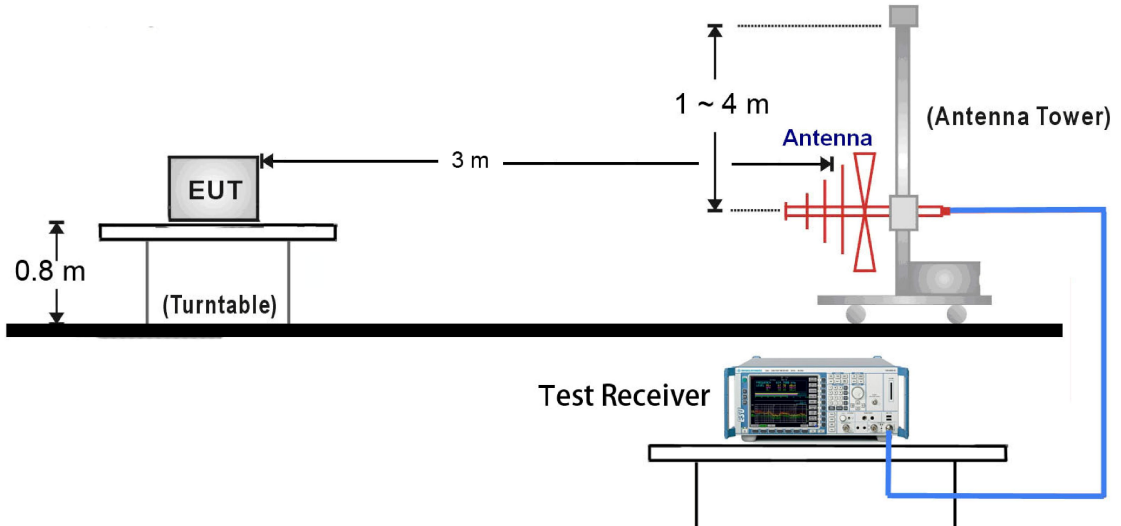 1 ~ 4 m
(Antenna Tower)
Antenna
3 m
EUT
0.8 m
(Turntable)
Test Receiver